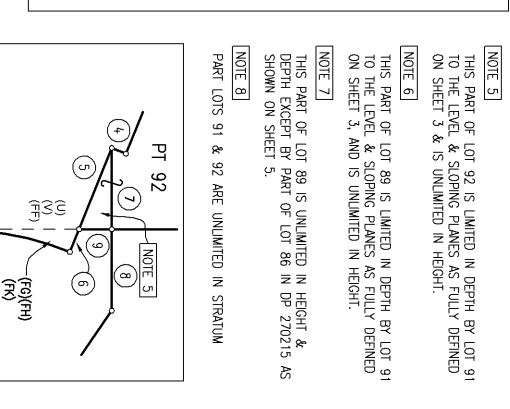 NOTE 5
THIS PART OF LOT 92 IS LIMITED IN DEPTH BY LOT 91
TO THE LEVEL & SLOPING PLANES AS FULLY DEFINED
ON SHEET 3 & IS UNLIMITED IN HEIGHT.
NOTE 6
THIS PART OF LOT 89 IS LIMITED IN DEPTH BY LOT 91
TO THE LEVEL & SLOPING PLANES AS FULLY DEFINED
ON SHEET 3, AND IS UNLIMITED IN HEIGHT.
NOTE 7
THIS PART OF LOT 89 IS UNLIMITED IN HEIGHT &
DEPTH EXCEPT BY PART OF LOT 86 IN DP 270215 AS
SHOWN ON SHEET 5.
NOTE 8
PART LOTS 91 & 92 ARE UNLIMITED IN STRATUM
PT 92
4
5
7
NOTE 5
9
8
6
(U)
(V)
(FF)
(FG)(FH)
(FK)